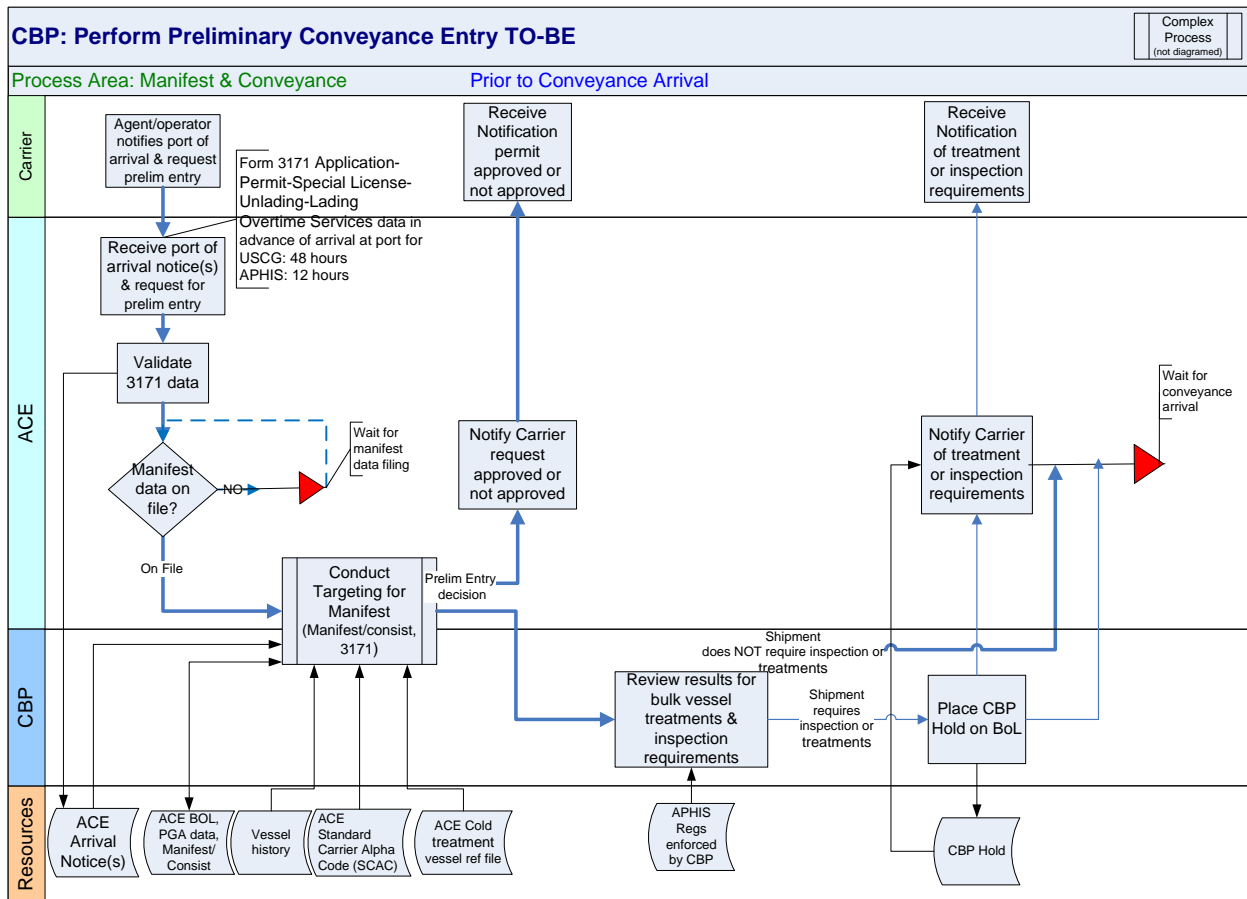 CBP: Perform Preliminary Conveyance Entry TO-BE
Complex
Process
(not diagramed)
Process Area: Manifest & Conveyance
Prior to Conveyance Arrival
Carrier
Agent/operator
notifies port of
arrival & request
prelim entry
Form 3171 Application-
Permit-Special License-
Unlading-Lading
Overtime Services data in
advance of arrival at port for
USCG: 48 hours
APHIS: 12 hours
Receive
Notification
permit
approved or
not approved
Receive
Notification
of treatment
or inspection
requirements
ACE
Receive port of
arrival notice(s)
& request for
prelim entry
Validate
3171 data
Manifest
data on
file?
NO
Wait for
manifest
data filing
On File
Conduct
Targeting for
Manifest
(Manifest/consist,
3171)
Prelim Entry
decision
Notify Carrier
request
approved or
not approved
Notify Carrier
of treatment
or inspection
requirements
Wait for
conveyance
arrival
CBP
Shipment
does NOT require inspection or
treatments
Review results for
bulk vessel
treatments &
inspection
requirements
Shipment
requires
inspection or
treatments
Place CBP
Hold on BoL
Resources
ACE
Arrival
Notice(s)
ACE BOL,
PGA data,
Manifest/
Consist
Vessel
history
ACE
Standard
Carrier Alpha
Code (SCAC)
ACE Cold
treatment
vessel ref file
APHIS
Regs
enforced
by CBP
CBP Hold